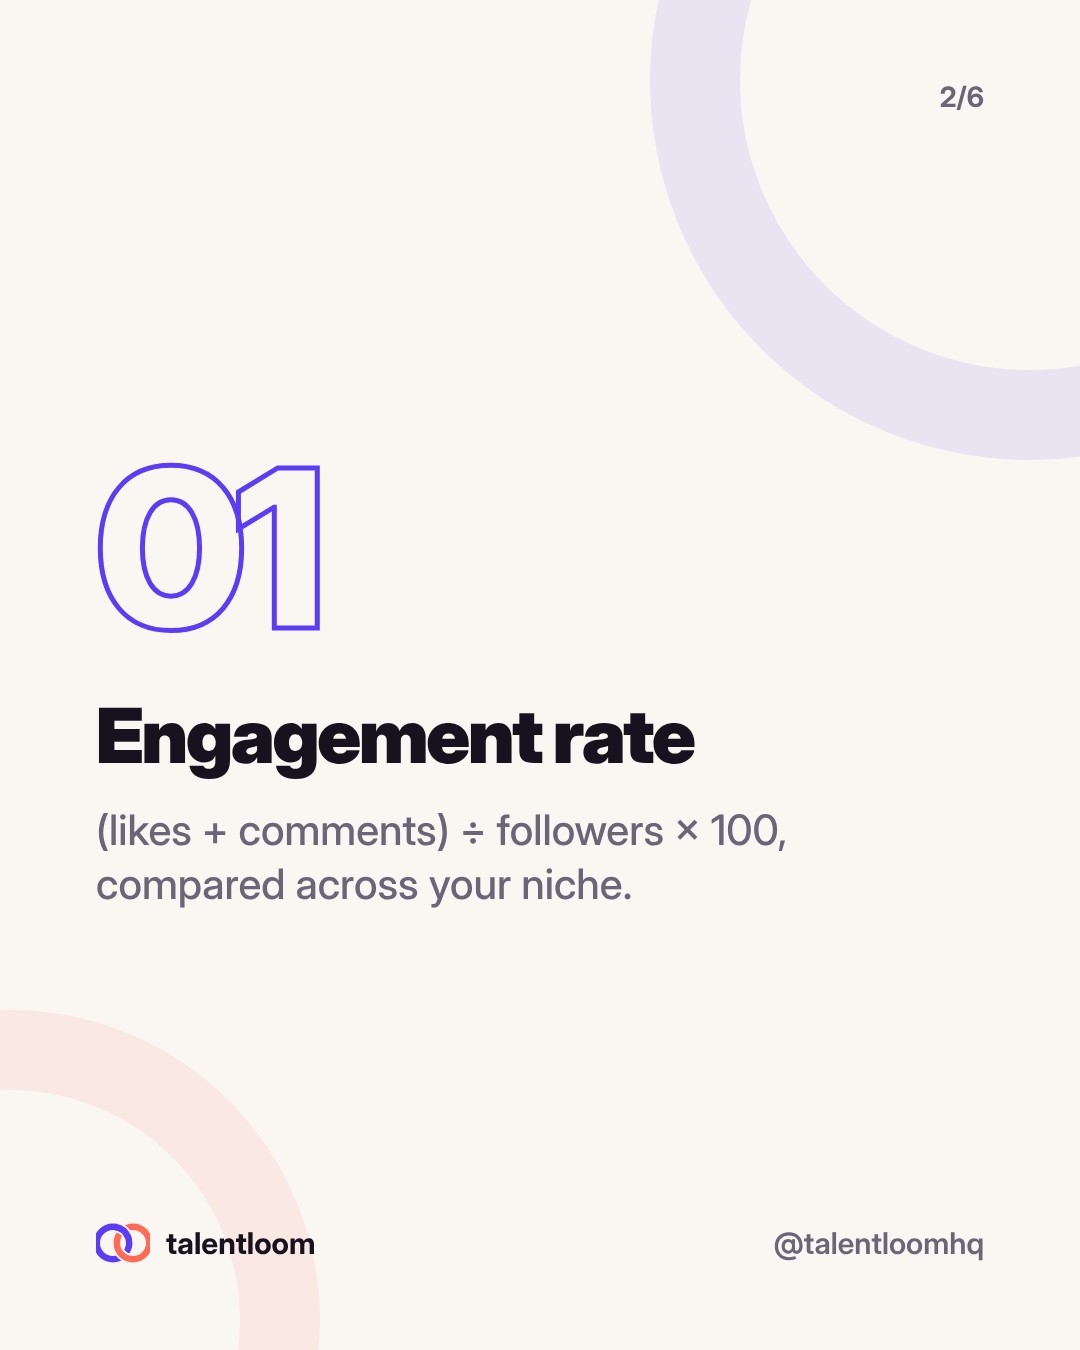 2/6
01
Engagement rate
(likes + comments) ÷ followers × 100,
compared across your niche.
talentloom
@talentloomhq